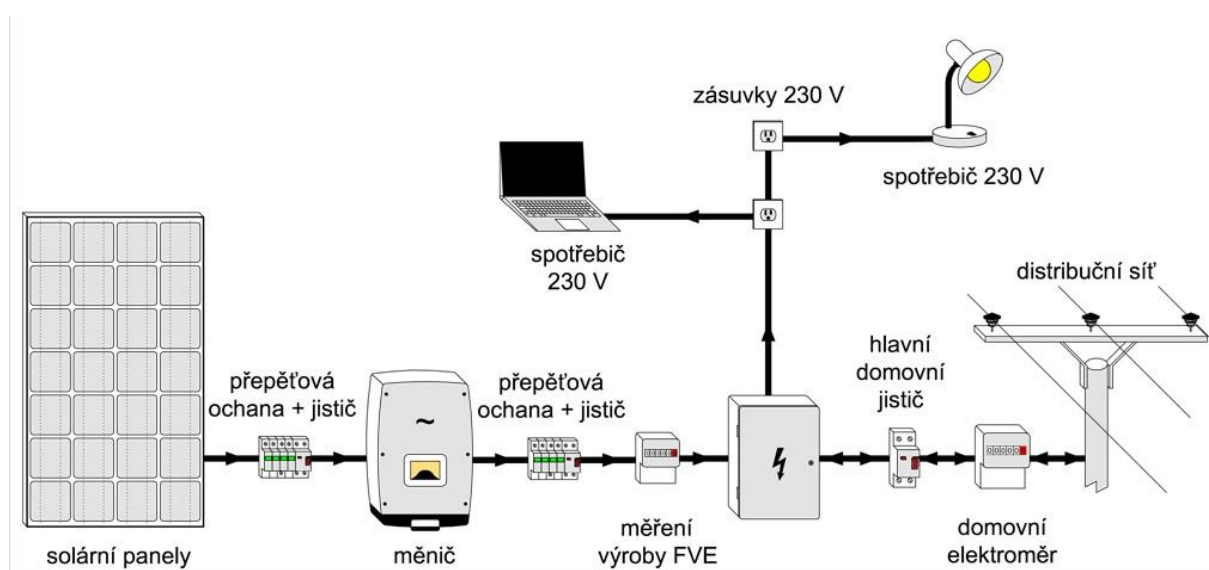 zásuvky 230 V
spotřebič 230 V
spotřebič
230 V
distribuční síť
hlavní
domovní
jistič
přepěťová
ochana + jistič
přepěťová
ochana + jistič
~
00000
solární panely
měnič
měření
výroby FVE
domovní
elektroměr